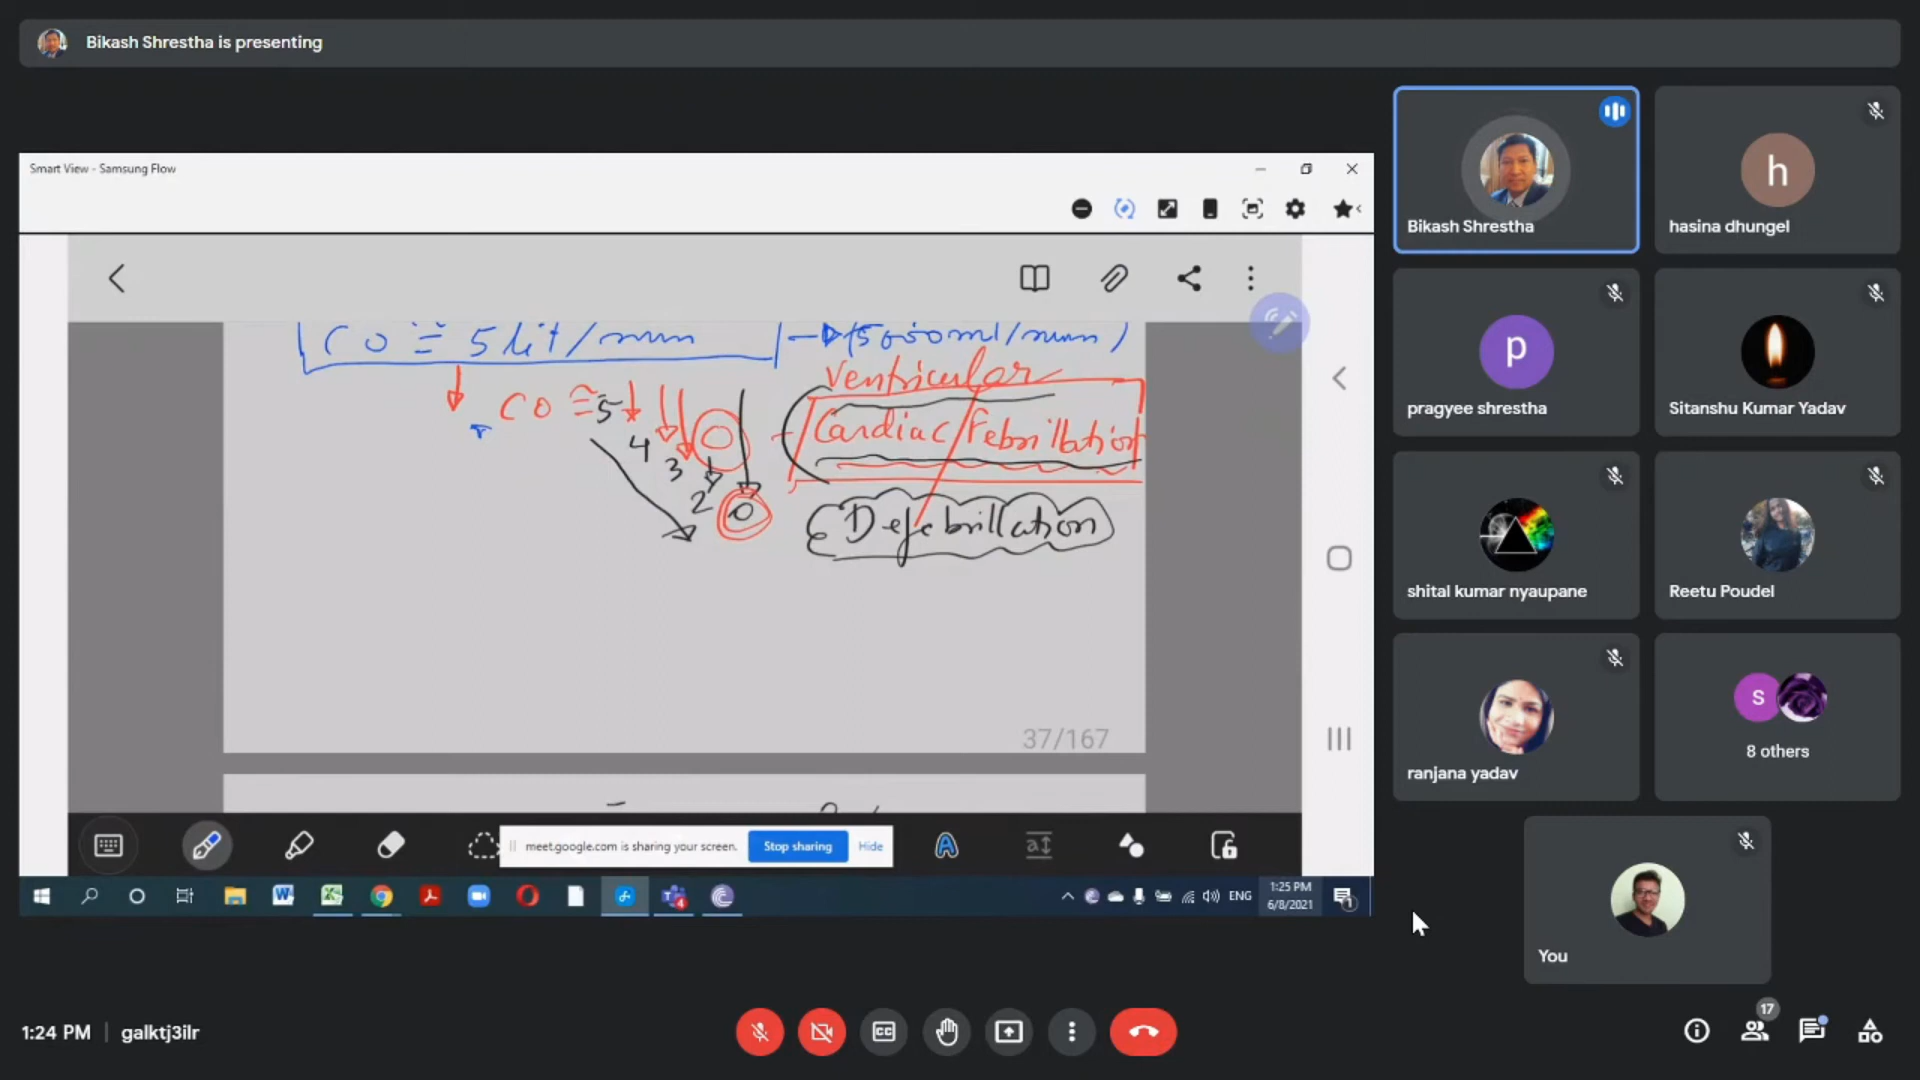 Bikash Shrestha is presenting
Smart View - Samsung Flow
CO ≅ 5 lit/min → (5000ml/min)
Ventricular
CO ≅ 5
Cardiac Febrillation
4
3
2
0
Defebrillation
37/167
meet.google.com is sharing your screen.
Stop sharing
Hide
ENG
1:25 PM
6/8/2021
Bikash Shrestha
h
hasina dhungel
p
pragyee shrestha
Sitanshu Kumar Yadav
shital kumar nyaupane
Reetu Poudel
ranjana yadav
S
8 others
You
1:24 PM | galktj3ilr
17